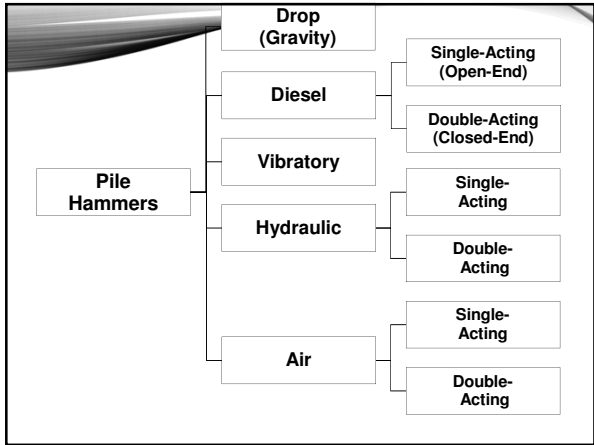 Drop
(Gravity)
Single-Acting
(Open-End)
Diesel
Double-Acting
(Closed-End)
Vibratory
Pile
Hammers
Single-
Acting
Hydraulic
Double-
Acting
Single-
Acting
Air
Double-
Acting